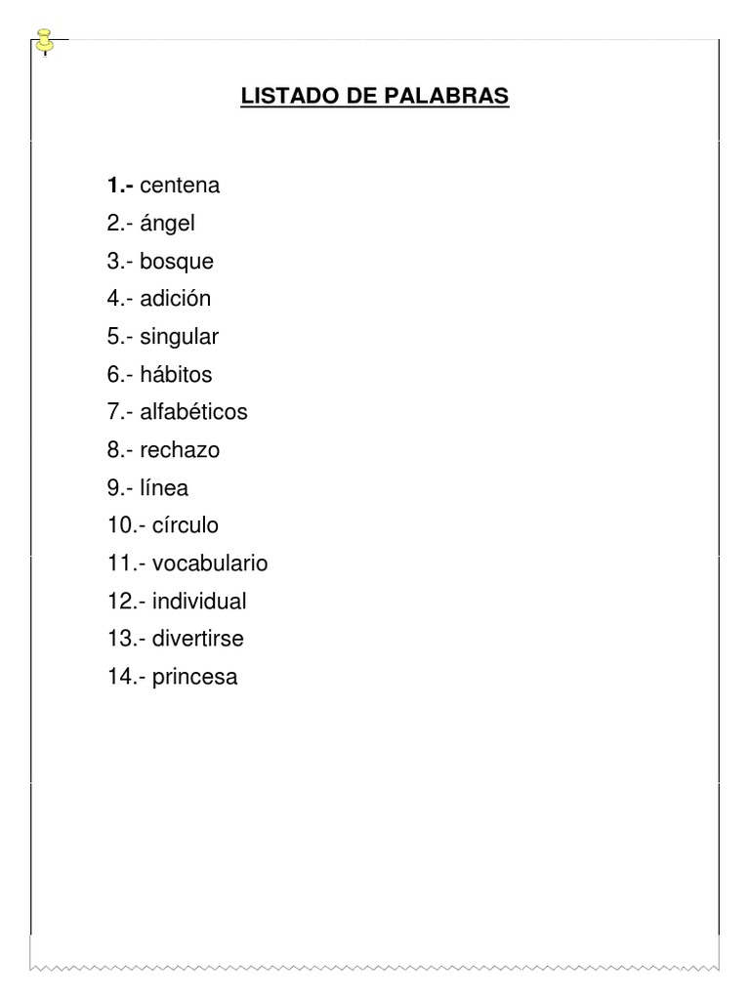 LISTADO DE PALABRAS
1.- centena
2.- ángel
3.- bosque
4.- adición
5.- singular
6.- hábitos
7.- alfabéticos
8.- rechazo
9.- línea
10.- círculo
11.- vocabulario
12.- individual
13.- divertirse
14.- princesa